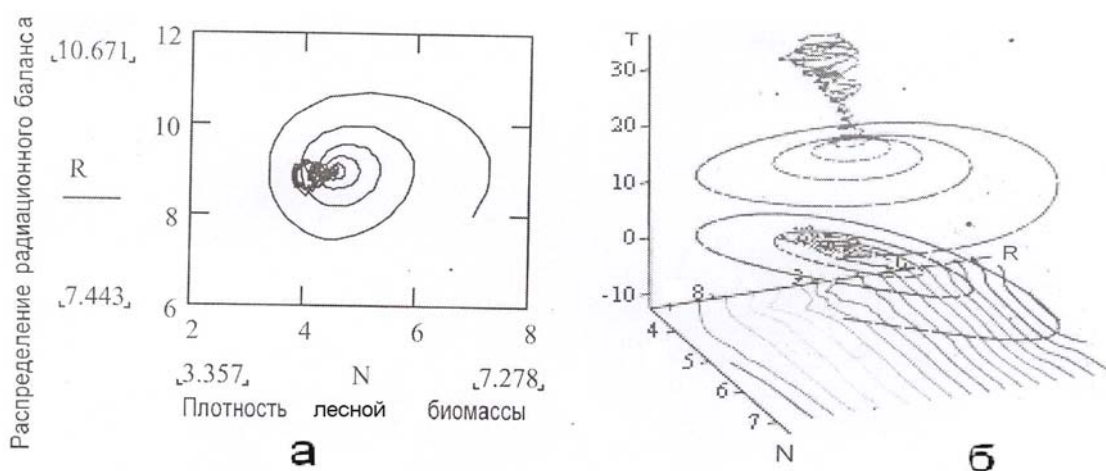 Распределение радиационного баланса
˻10.671˼
R
˻7.443˼
12
10
8
6
2 4 6 8
˻3.357˼ N ˻7.278˼
Плотность лесной биомассы
а
T
30
20
10
0
-10
R
3
8
4
5
6
7
N
б